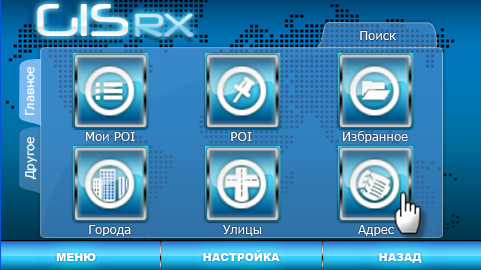 GIS RX
Поиск
Главное
Другое
Мои POI
POI
Избранное
Города
Улицы
Адрес
МЕНЮ
НАСТРОЙКА
НАЗАД